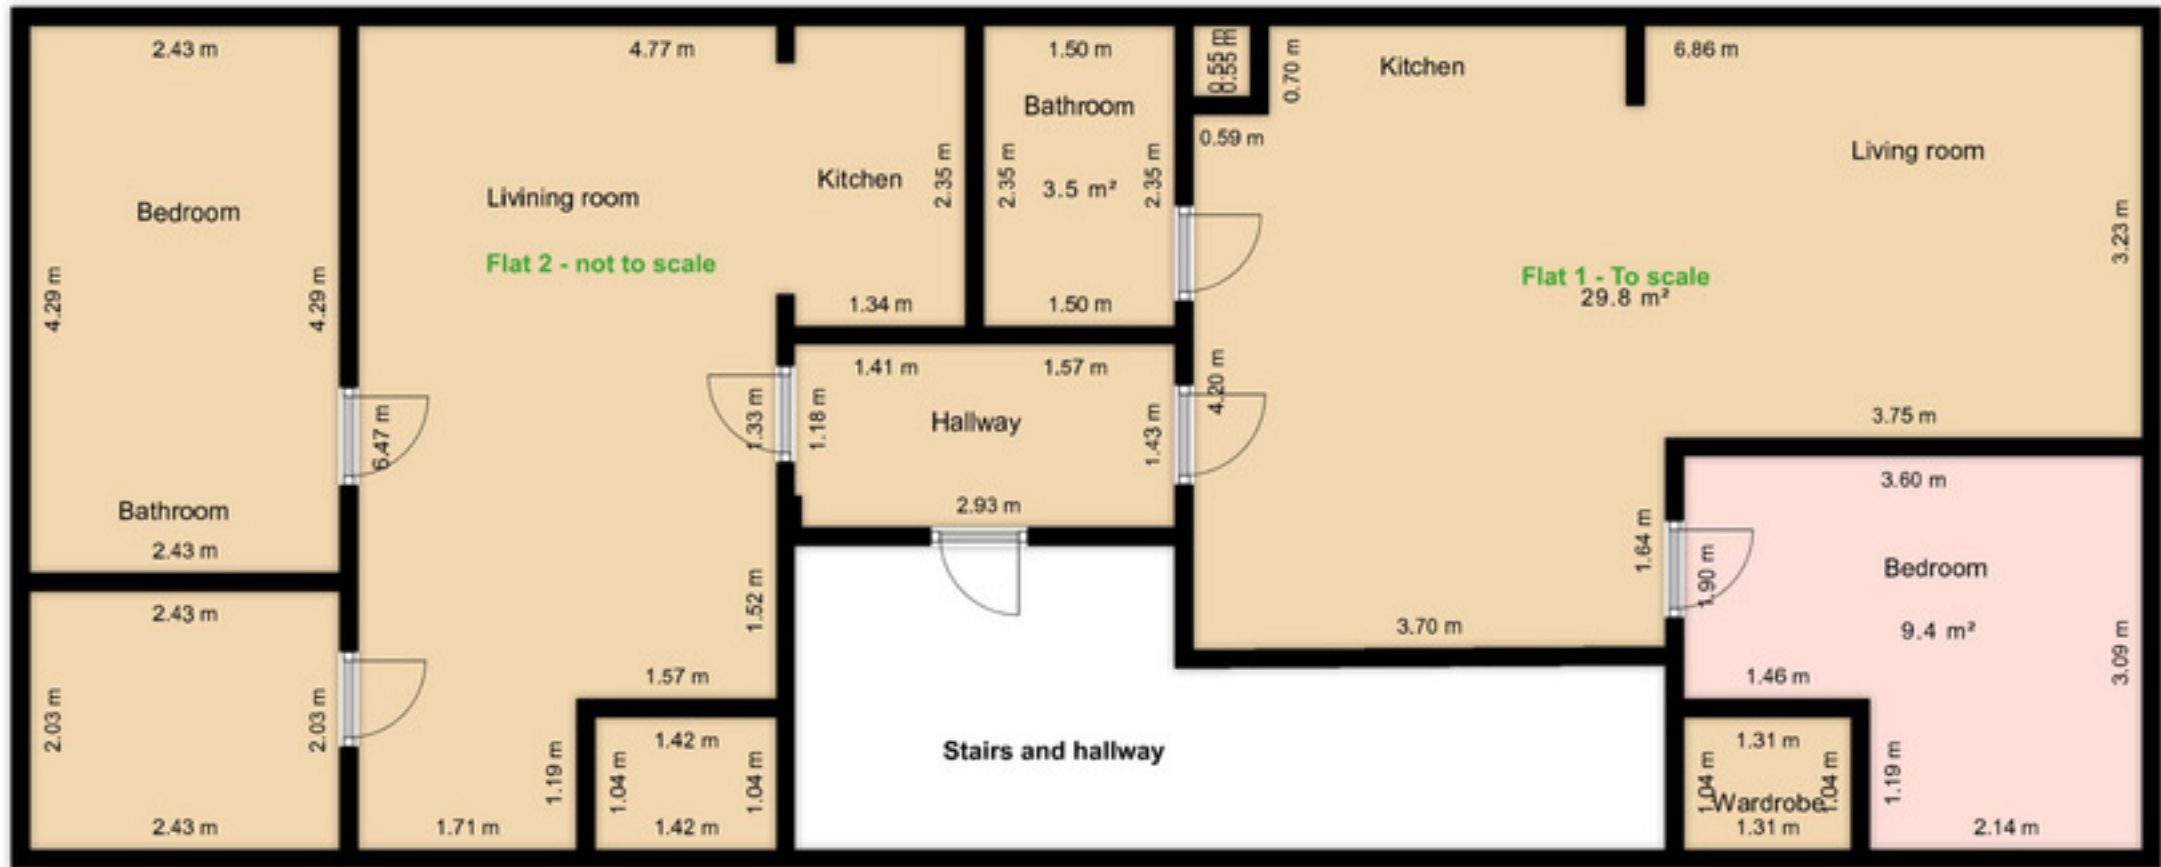 2.43 m
4.77 m
1.50 m
0.55 m
0.55 m
0.70 m
Kitchen
6.86 m
Bathroom
0.59 m
Living room
Bedroom
Livining room
Kitchen
2.35 m
2.35 m
3.5 m²
2.35 m
3.23 m
Flat 2 - not to scale
Flat 1 - To scale
29.8 m²
4.29 m
4.29 m
1.34 m
1.50 m
1.41 m
1.57 m
4.20 m
6.47 m
1.33 m
1.18 m
Hallway
1.43 m
3.75 m
3.60 m
Bathroom
2.43 m
2.93 m
1.64 m
1.90 m
Bedroom
2.43 m
1.52 m
3.70 m
9.4 m²
3.09 m
2.03 m
2.03 m
1.57 m
1.46 m
1.42 m
Stairs and hallway
1.31 m
1.19 m
1.04 m
1.04 m
1.04 m
Wardrobe
1.04 m
1.19 m
2.43 m
1.71 m
1.42 m
1.31 m
2.14 m